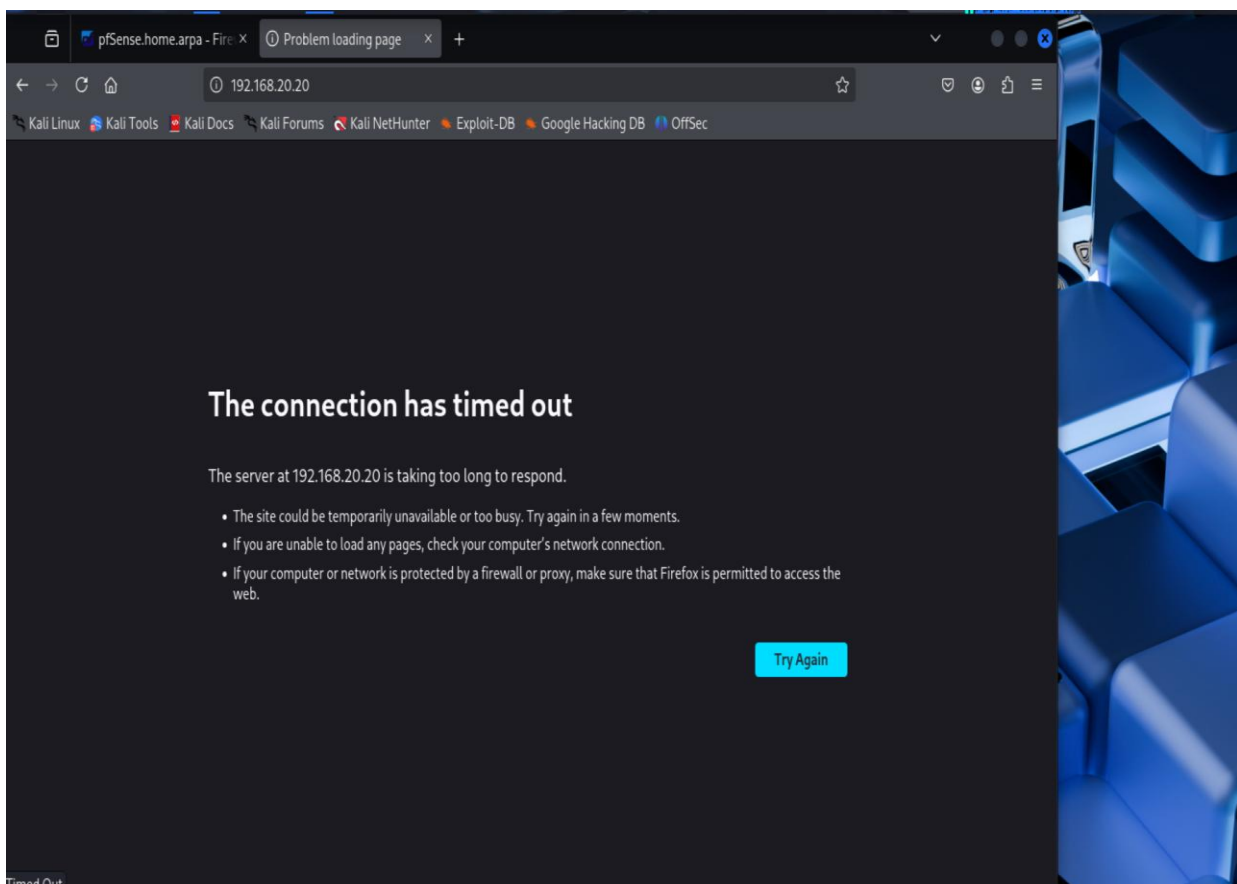 pfSense.home.arpa - Fire
Problem loading page
192.168.20.20
Kali Linux Kali Tools Kali Docs Kali Forums Kali NetHunter Exploit-DB Google Hacking DB OffSec
The connection has timed out
The server at 192.168.20.20 is taking too long to respond.
• The site could be temporarily unavailable or too busy. Try again in a few moments.
• If you are unable to load any pages, check your computer's network connection.
• If your computer or network is protected by a firewall or proxy, make sure that Firefox is permitted to access the
web.
Try Again
Timed Out